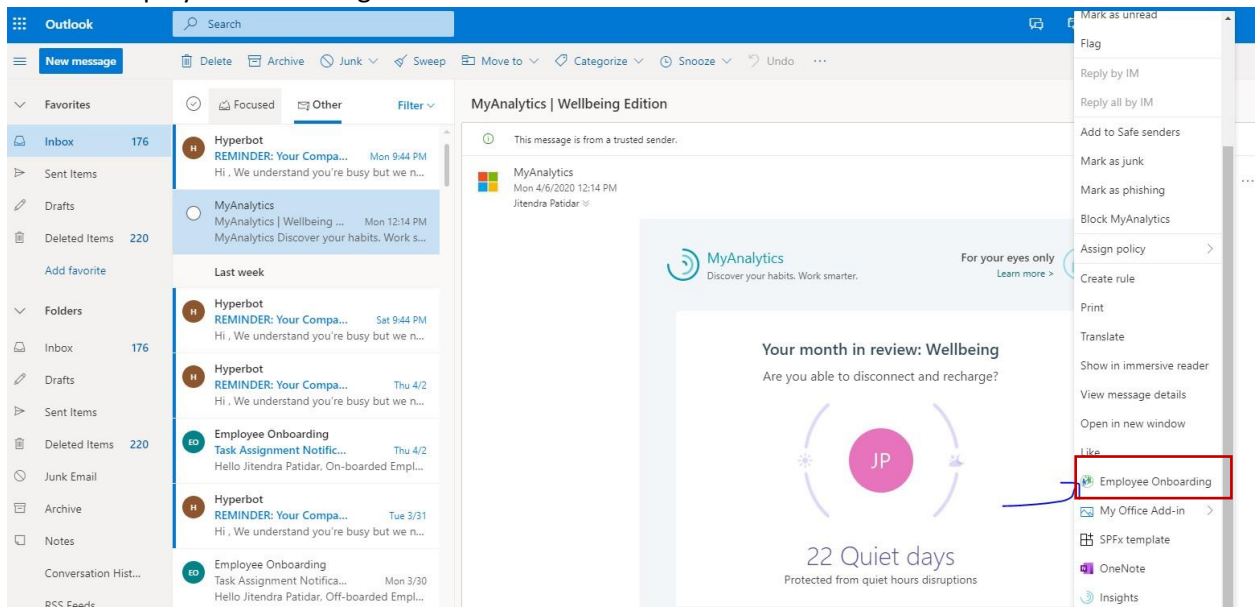 Outlook
Search
New message
Delete Archive Junk Sweep Move to Categorize Snooze Undo ...
Favorites
Inbox 176
Sent Items
Drafts
Deleted Items 220
Add favorite
Folders
Inbox 176
Drafts
Sent Items
Deleted Items 220
Junk Email
Archive
Notes
Conversation Hist...
RSS Feeds
Focused Other Filter
Hyperbot
REMINDER: Your Compa... Mon 9:44 PM
Hi , We understand you're busy but we n...
MyAnalytics
MyAnalytics | Wellbeing ... Mon 12:14 PM
MyAnalytics Discover your habits. Work s...
Last week
Hyperbot
REMINDER: Your Compa... Sat 9:44 PM
Hi , We understand you're busy but we n...
Hyperbot
REMINDER: Your Compa... Thu 4/2
Hi , We understand you're busy but we n...
EO
Employee Onboarding
Task Assignment Notific... Thu 4/2
Hello Jitendra Patidar, On-boarded Empl...
Hyperbot
REMINDER: Your Compa... Tue 3/31
Hi , We understand you're busy but we n...
EO
Employee Onboarding
Task Assignment Notifica... Mon 3/30
Hello Jitendra Patidar, Off-boarded Empl...
MyAnalytics | Wellbeing Edition
This message is from a trusted sender.
MyAnalytics
Mon 4/6/2020 12:14 PM
Jitendra Patidar
MyAnalytics
Discover your habits. Work smarter.
For your eyes only
Learn more >
Your month in review: Wellbeing
Are you able to disconnect and recharge?
JP
22 Quiet days
Protected from quiet hours disruptions
Mark as unread
Flag
Reply by IM
Reply all by IM
Add to Safe senders
Mark as junk
Mark as phishing
Block MyAnalytics
Assign policy
Create rule
Print
Translate
Show in immersive reader
View message details
Open in new window
Like
Employee Onboarding
My Office Add-in
SPFx template
OneNote
Insights